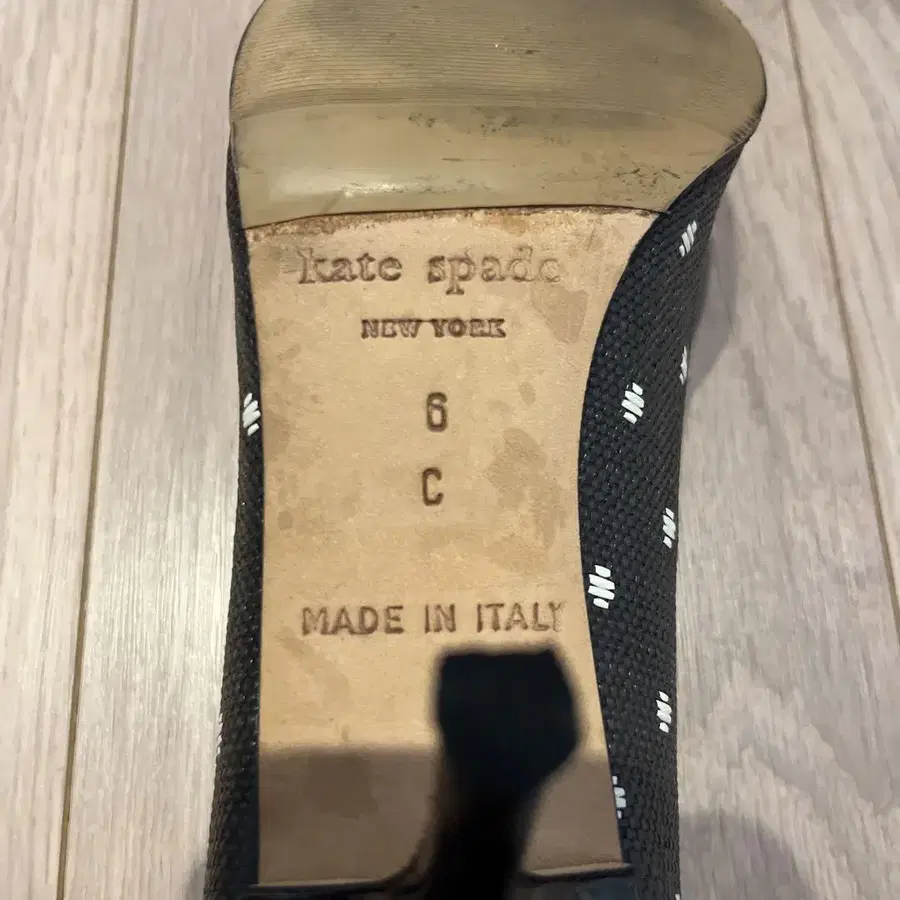 kate spade
NEW YORK
6
C
MADE IN ITALY